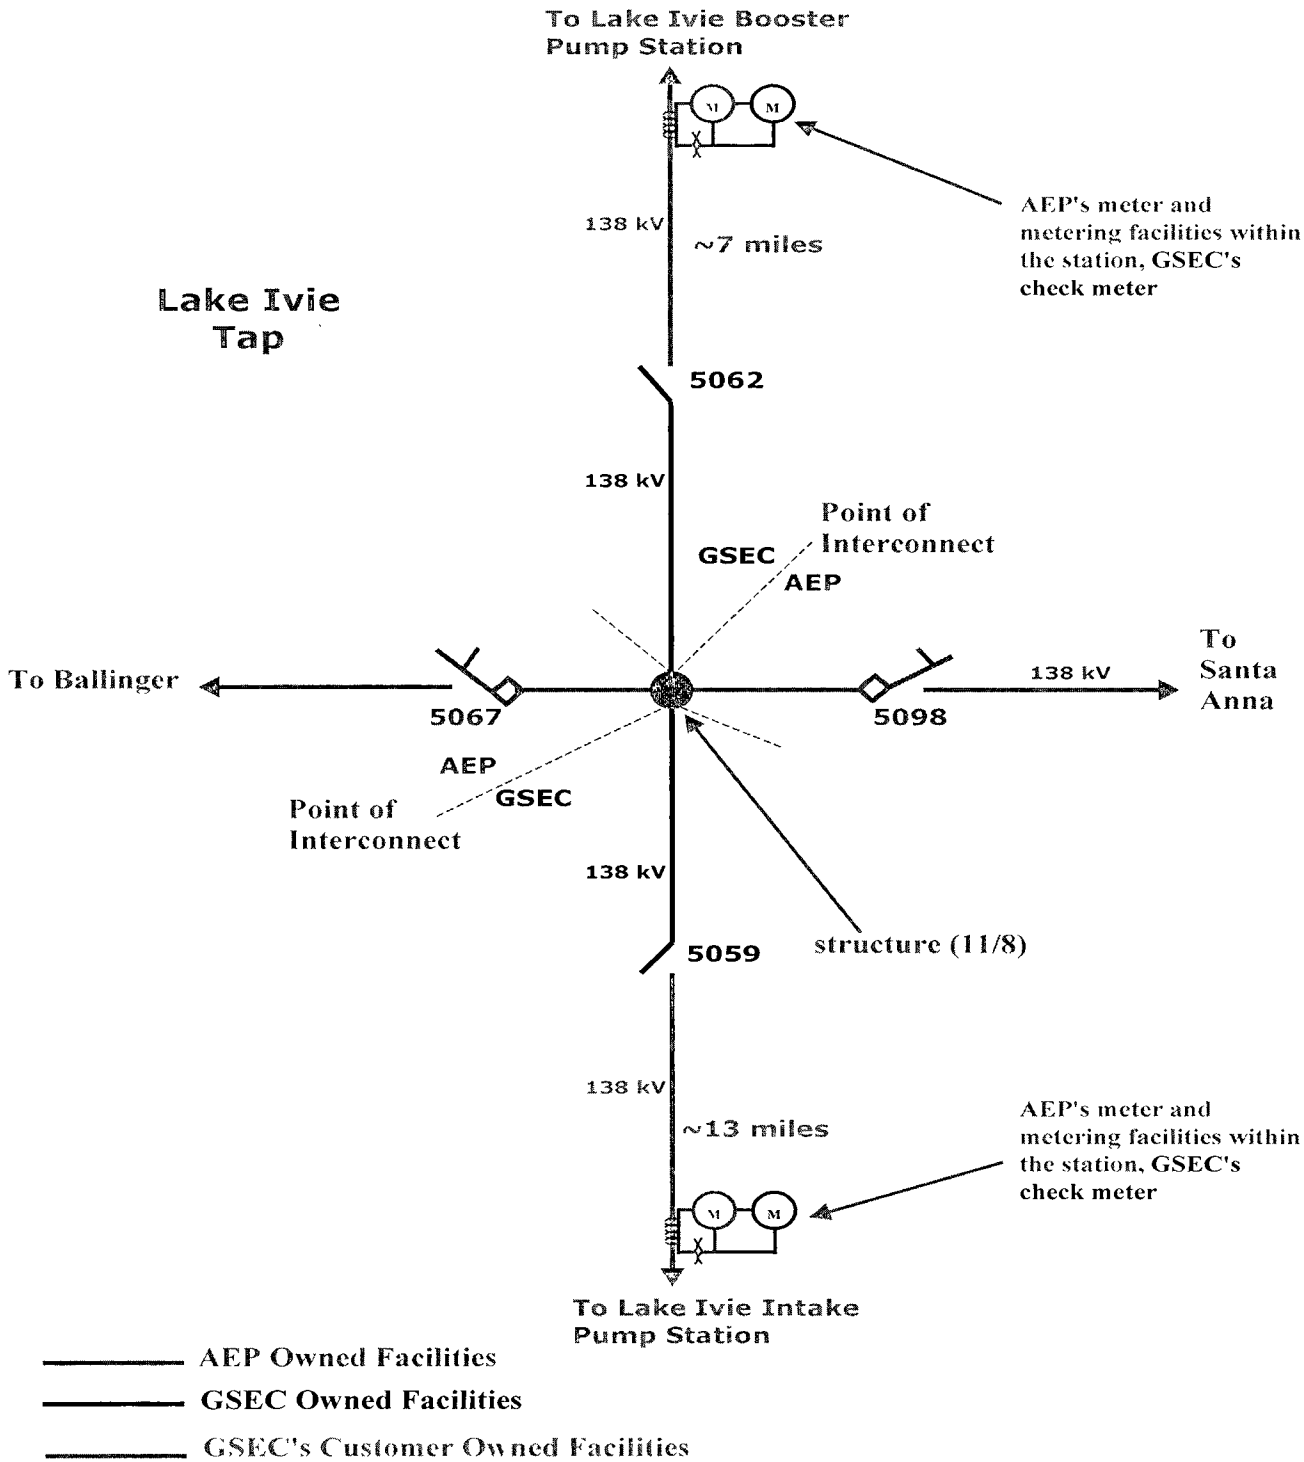 To Lake Ivie Booster
Pump Station
M M
AEP's meter and
metering facilities within
the station, GSEC's
check meter
138 kV
~7 miles
Lake Ivie
Tap
5062
138 kV
Point of
Interconnect
GSEC
AEP
To Ballinger
5067
5098
138 kV
To
Santa
Anna
AEP
GSEC
Point of
Interconnect
138 kV
structure (11/8)
5059
138 kV
~13 miles
AEP's meter and
metering facilities within
the station, GSEC's
check meter
M M
To Lake Ivie Intake
Pump Station
AEP Owned Facilities
GSEC Owned Facilities
GSEC's Customer Owned Facilities